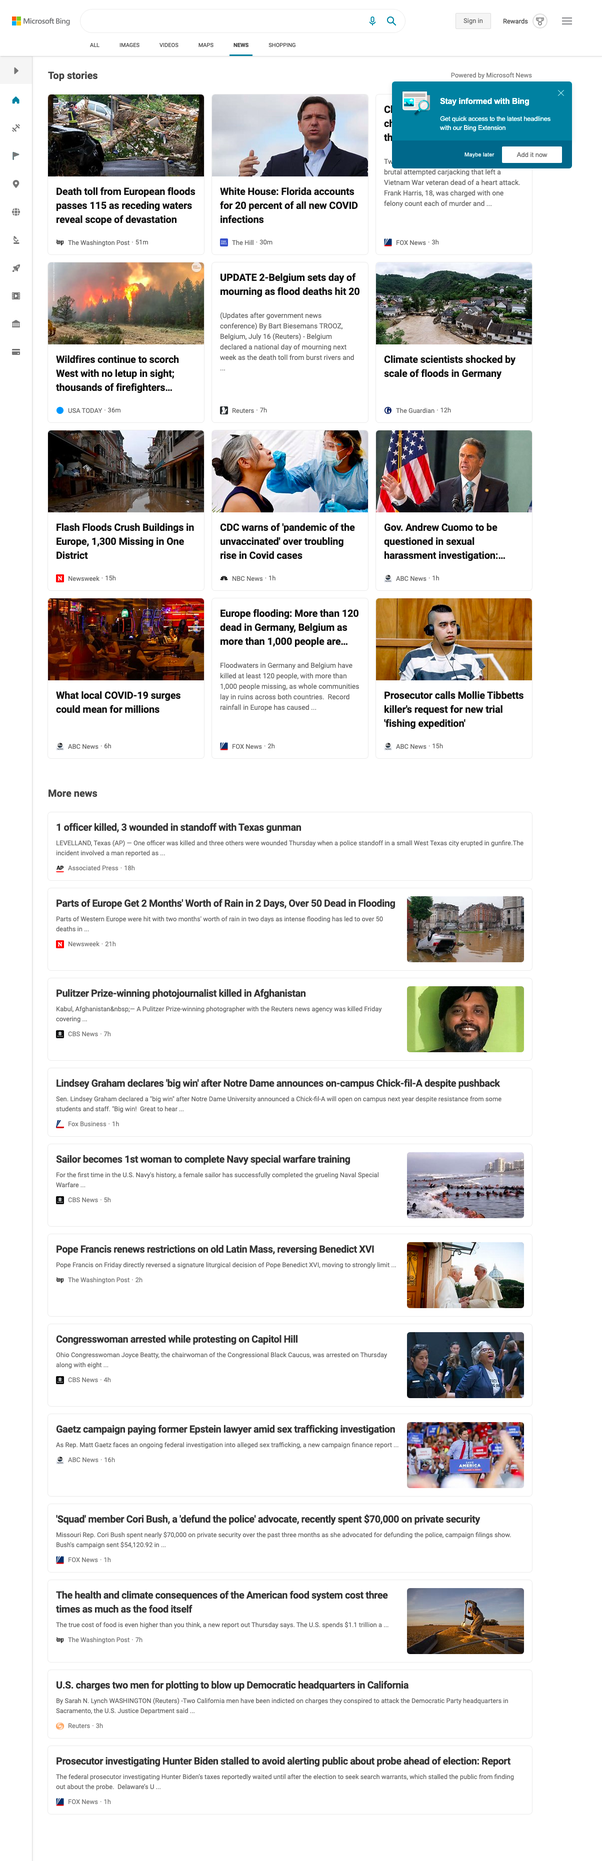 Microsoft Bing
Sign in
Rewards
ALL
IMAGES
VIDEOS
MAPS
NEWS
SHOPPING
Top stories
Powered by Microsoft News
Stay informed with Bing
Get quick access to the latest headlines
with our Bing Extension
Maybe later
Add it now
Death toll from European floods
passes 115 as receding waters
reveal scope of devastation
The Washington Post · 51m
White House: Florida accounts
for 20 percent of all new COVID
infections
The Hill · 30m
brutal attempted carjacking that left a
Vietnam War veteran dead of a heart attack.
Frank Harris, 18, was charged with one
felony count each of murder and ...
FOX News · 3h
Wildfires continue to scorch
West with no letup in sight;
thousands of firefighters...
USA TODAY · 36m
UPDATE 2-Belgium sets day of
mourning as flood deaths hit 20
(Updates after government news
conference) By Bart Biesemans TROOZ,
Belgium, July 16 (Reuters) - Belgium
declared a national day of mourning next
week as the death toll from burst rivers and
...
Reuters · 7h
Climate scientists shocked by
scale of floods in Germany
The Guardian · 12h
Flash Floods Crush Buildings in
Europe, 1,300 Missing in One
District
Newsweek · 15h
CDC warns of 'pandemic of the
unvaccinated' over troubling
rise in Covid cases
NBC News · 1h
Gov. Andrew Cuomo to be
questioned in sexual
harassment investigation:...
ABC News · 1h
What local COVID-19 surges
could mean for millions
ABC News · 6h
Europe flooding: More than 120
dead in Germany, Belgium as
more than 1,000 people are...
Floodwaters in Germany and Belgium have
killed at least 120 people, with more than
1,000 people missing, as whole communities
lay in ruins across both countries. Record
rainfall in Europe has caused ...
FOX News · 2h
Prosecutor calls Mollie Tibbetts
killer's request for new trial
'fishing expedition'
ABC News · 15h
More news
1 officer killed, 3 wounded in standoff with Texas gunman
LEVELLAND, Texas (AP) — One officer was killed and three others were wounded Thursday when a police standoff in a small West Texas city erupted in gunfire.The
incident involved a man reported as ...
AP
Associated Press · 18h
Parts of Europe Get 2 Months' Worth of Rain in 2 Days, Over 50 Dead in Flooding
Parts of Western Europe were hit with two months' worth of rain in two days as intense flooding has led to over 50
deaths in ...
Newsweek · 21h
Pulitzer Prize-winning photojournalist killed in Afghanistan
Kabul, Afghanistan&nbsp;— A Pulitzer Prize-winning photographer with the Reuters news agency was killed Friday
covering ...
CBS News · 7h
Lindsey Graham declares 'big win' after Notre Dame announces on-campus Chick-fil-A despite pushback
Sen. Lindsey Graham declared a "big win" after Notre Dame University announced a Chick-fil-A will open on campus next year despite resistance from some
students and staff. "Big win! Great to hear ...
Fox Business · 1h
Sailor becomes 1st woman to complete Navy special warfare training
For the first time in the U.S. Navy's history, a female sailor has successfully completed the grueling Naval Special
Warfare ...
CBS News · 5h
Pope Francis renews restrictions on old Latin Mass, reversing Benedict XVI
Pope Francis on Friday directly reversed a signature liturgical decision of Pope Benedict XVI, moving to strongly limit ...
The Washington Post · 2h
Congresswoman arrested while protesting on Capitol Hill
Ohio Congresswoman Joyce Beatty, the chairwoman of the Congressional Black Caucus, was arrested on Thursday
along with eight ...
CBS News · 4h
Gaetz campaign paying former Epstein lawyer amid sex trafficking investigation
As Rep. Matt Gaetz faces an ongoing federal investigation into alleged sex trafficking, a new campaign finance report ...
ABC News · 16h
AMERICA
'Squad' member Cori Bush, a 'defund the police' advocate, recently spent $70,000 on private security
Missouri Rep. Cori Bush spent nearly $70,000 on private security over the past three months as she advocated for defunding the police, campaign filings show.
Bush's campaign sent $54,120.92 in ...
FOX News · 1h
The health and climate consequences of the American food system cost three
times as much as the food itself
The true cost of food is even higher than you think, a new report out Thursday says. The U.S. spends $1.1 trillion a ...
The Washington Post · 7h
U.S. charges two men for plotting to blow up Democratic headquarters in California
By Sarah N. Lynch WASHINGTON (Reuters) -Two California men have been indicted on charges they conspired to attack the Democratic Party headquarters in
Sacramento, the U.S. Justice Department said ...
Reuters · 3h
Prosecutor investigating Hunter Biden stalled to avoid alerting public about probe ahead of election: Report
The federal prosecutor investigating Hunter Biden's taxes reportedly waited until after the election to seek search warrants, which stalled the public from finding
out about the probe. Delaware's U ...
FOX News · 1h